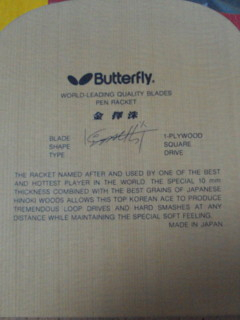 Butterfly.
WORLD-LEADING QUALITY BLADES
PEN RACKET
金擇洙
BLADE 1-PLYWOOD
SHAPE SQUARE
TYPE DRIVE
THE RACKET NAMED AFTER AND USED BY ONE OF THE BEST
AND HOTTEST PLAYER IN THE WORLD. THE SPECIAL 10 mm
THICKNESS COMBINED WITH THE BEST GRAINS OF JAPANESE
HINOKI WOODS ALLOWS THIS TOP KOREAN ACE TO PRODUCE
TREMENDOUE LOOP DRIVES AND HARD SMASHES AT ANY
DISTANCE WHILE MAINTAINING THE SPECIAL SOFT FEELING.
MADE IN JAPAN